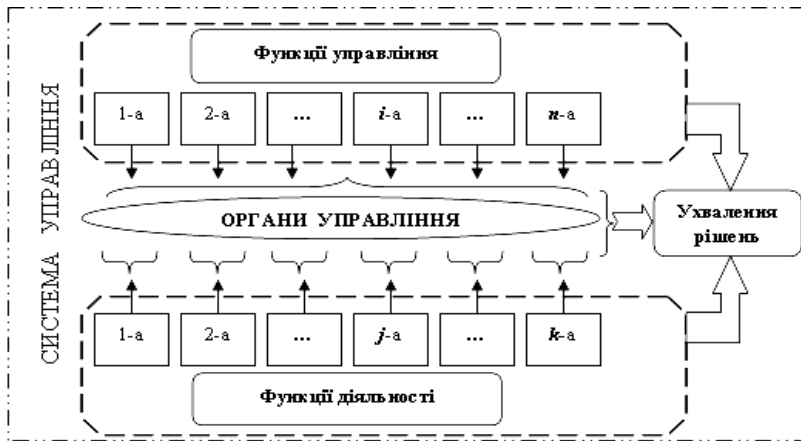 Функції управління
1-а 2-а ... i-а ... n-а
ОРГАНИ УПРАВЛІННЯ
Ухвалення
рішень
1-а 2-а ... j-а ... k-а
Функції діяльності
СИСТЕМА УПРАВЛІННЯ